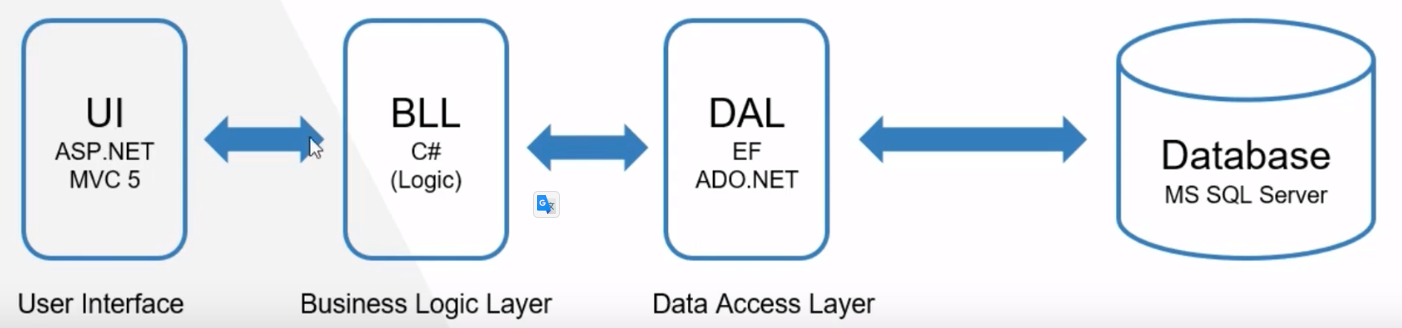 UI
ASP.NET
MVC 5
BLL
C#
(Logic)
DAL
EF
ADO.NET
Database
MS SQL Server
User Interface
Business Logic Layer
Data Access Layer